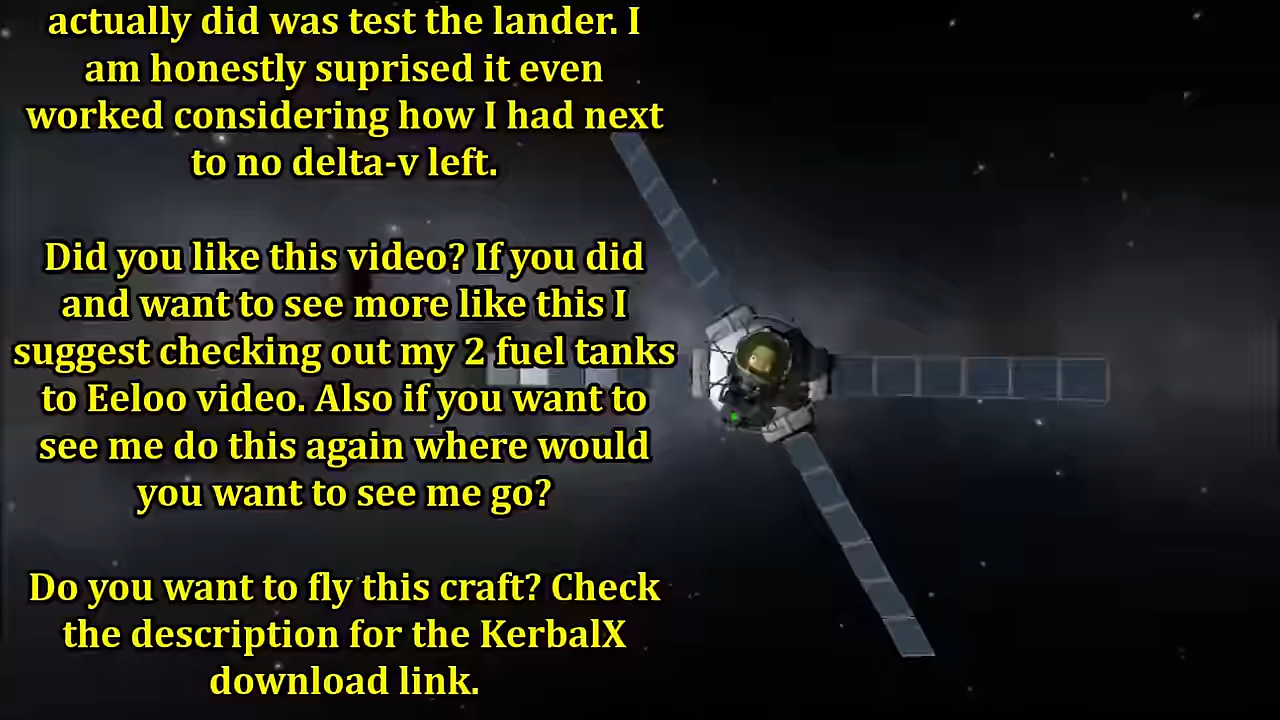 actually did was test the lander. I
am honestly suprised it even
worked considering how I had next
to no delta-v left.
Did you like this video? If you did
and want to see more like this I
suggest checking out my 2 fuel tanks
to Eeloo video. Also if you want to
see me do this again where would
you want to see me go?
Do you want to fly this craft? Check
the description for the KerbalX
download link.